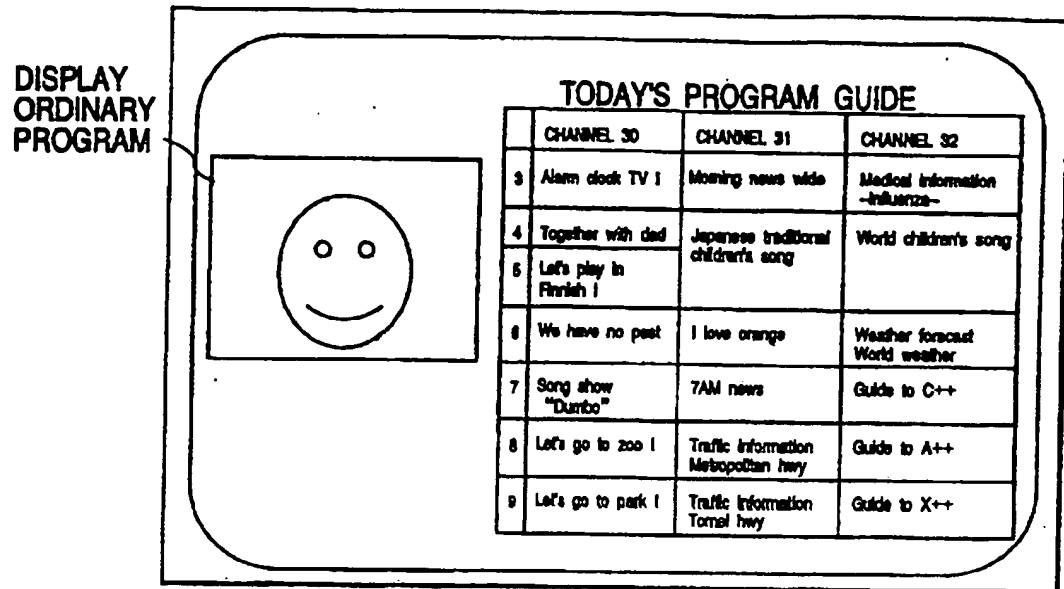 DISPLAY
ORDINARY
PROGRAM
TODAY'S PROGRAM GUIDE
CHANNEL 30 CHANNEL 31 CHANNEL 32
3 Alarm clock TV ! Morning news wide Medical information
-Influenza-
4 Together with dad Japanese traditional World children's song
children's song
5 Let's play in
Finnish !
6 We have no past I love orange Weather forecast
World weather
7 Song show 7AM news Guide to C++
"Dumbo"
8 Let's go to zoo ! Traffic information Guide to A++
Metropolitan hwy
9 Let's go to park ! Traffic information Guide to X++
Tomei hwy